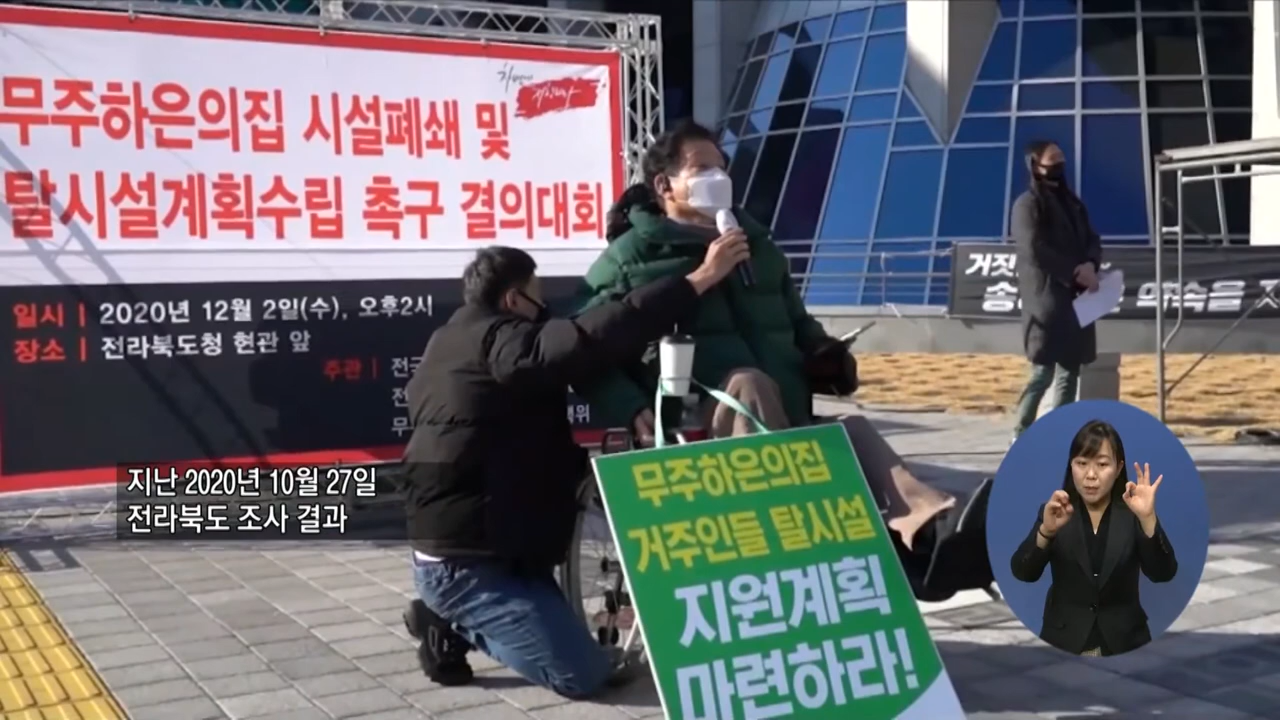 무주하은의집 시설폐쇄 및
탈시설계획수립 촉구 결의대회
일시 | 2020년 12월 2일(수), 오후2시
장소 | 전라북도청 현관 앞
주관 |
거짓
약속을
지난 2020년 10월 27일
전라북도 조사 결과
무주하은의집
거주인들 탈시설
지원계획
마련하라!